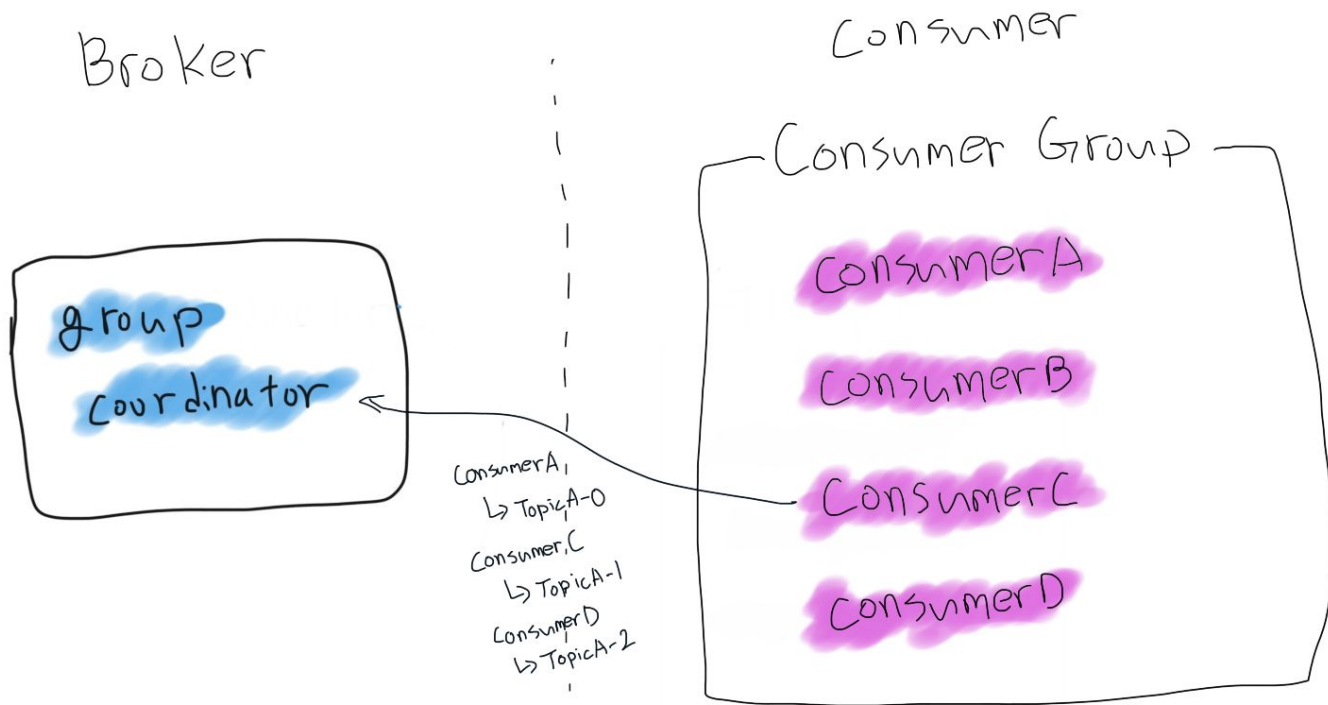 Broker
Consumer
Consumer Group
group
coordinator
ConsumerA
ConsumerB
ConsumerC
ConsumerD
ConsumerA,
↳ TopicA-0
Consumer,C
↳ TopicA-1
ConsumerD
↳ TopicA-2